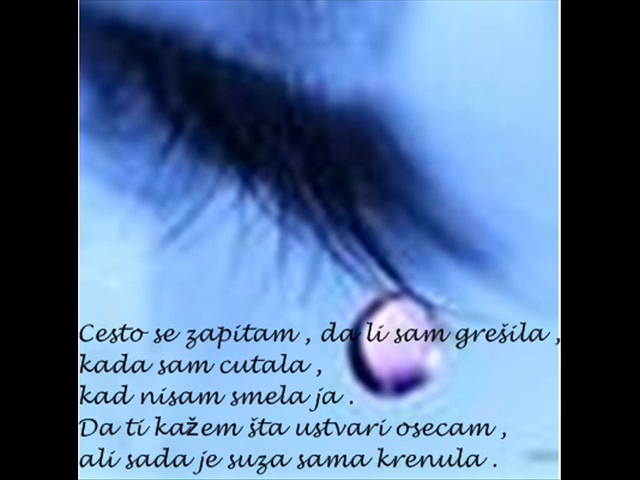 Cesto se zapitam , da li sam grešila ,
kada sam cutala ,
kad nisam smela ja .
Da ti kažem šta ustvari osecam ,
ali sada je suza sama krenula .